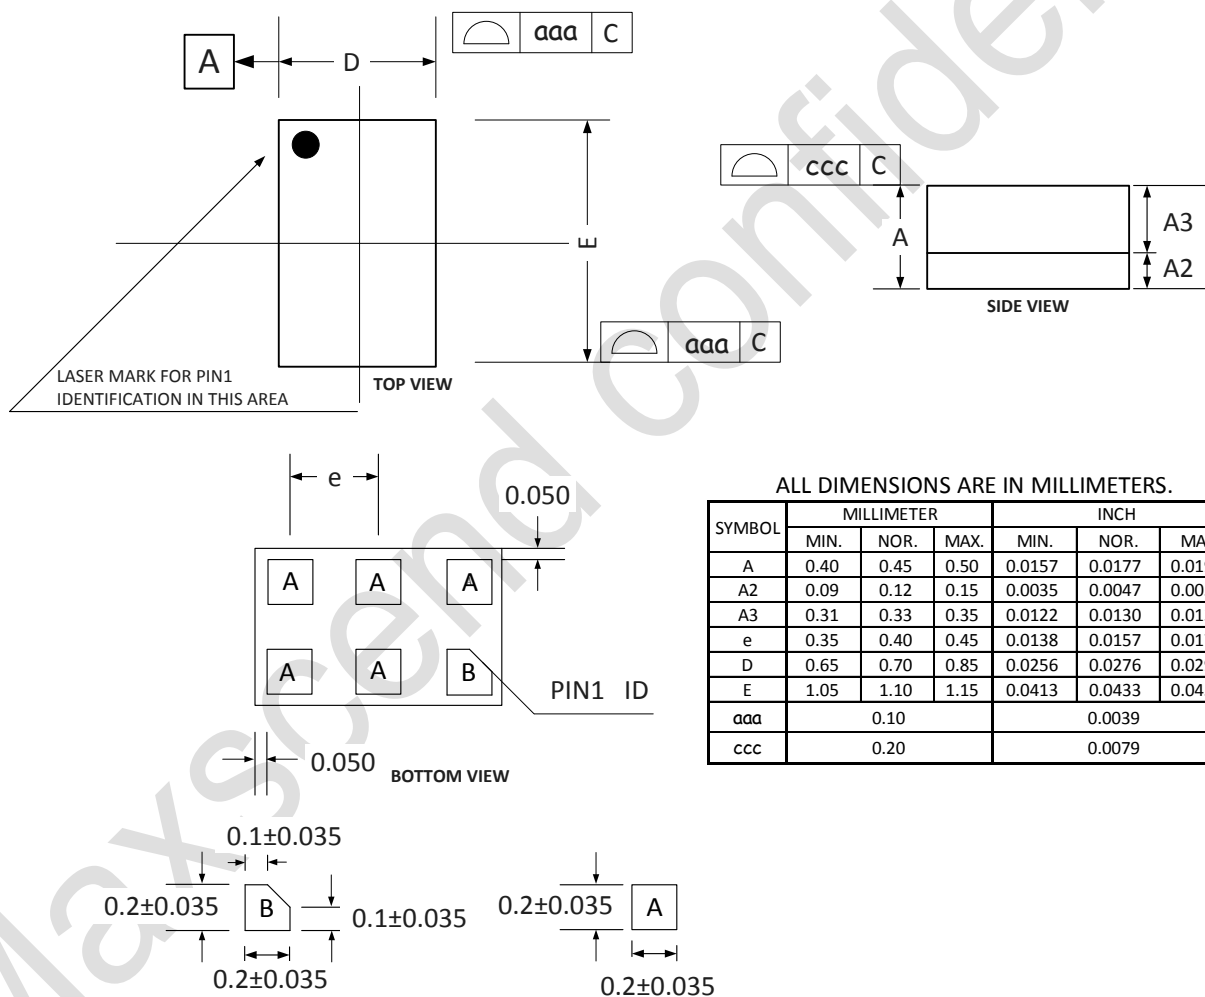 A
D
aaa C
ccc C
E
A
A3
A2
SIDE VIEW
aaa C
LASER MARK FOR PIN1
IDENTIFICATION IN THIS AREA
TOP VIEW
e
0.050
A A A
A A B
PIN1 ID
0.050
BOTTOM VIEW
ALL DIMENSIONS ARE IN MILLIMETERS.
SYMBOL MILLIMETER INCH
MIN. NOR. MAX. MIN. NOR.
A 0.40 0.45 0.50 0.0157 0.0177
A2 0.09 0.12 0.15 0.0035 0.0047
A3 0.31 0.33 0.35 0.0122 0.0130
e 0.35 0.40 0.45 0.0138 0.0157
D 0.65 0.70 0.85 0.0256 0.0276
E 1.05 1.10 1.15 0.0413 0.0433
aaa 0.10 0.0039
ccc 0.20 0.0079
0.1±0.035
0.2±0.035
B
0.1±0.035
0.2±0.035
0.2±0.035
A
0.2±0.035
Maxscend